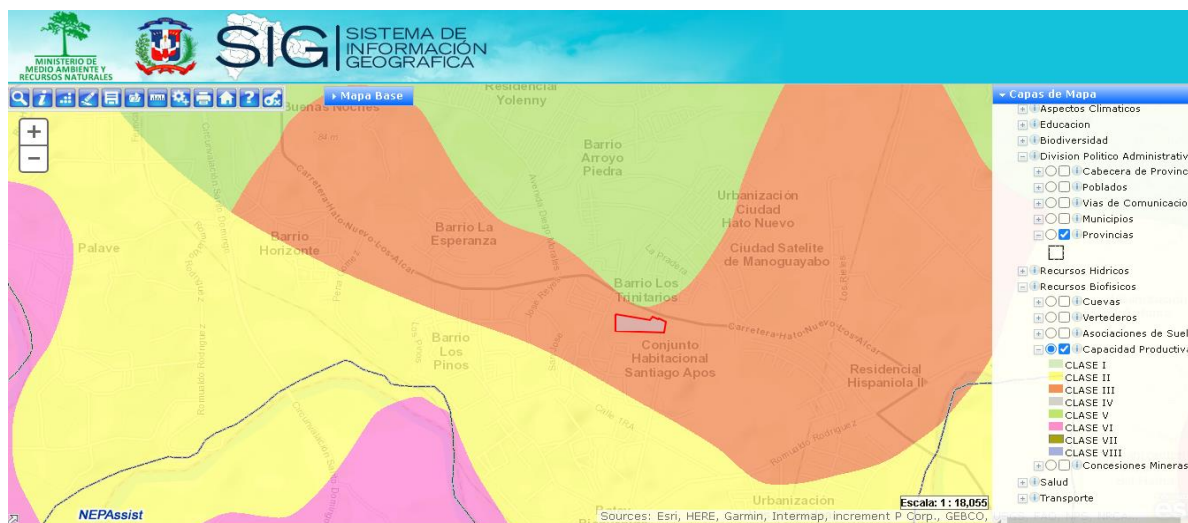 MINISTERIO DE
MEDIO AMBIENTE Y
RECURSOS NATURALES
SIG
SISTEMA DE
INFORMACIÓN
GEOGRAFICA
Mapa Base
Capas de Mapa
Buenas Noches
Residencial
Yolenny
Barrio
Arroyo
Piedra
Urbanización
Ciudad
Hato Nuevo
Ciudad Satelite
de Manoguayabo
Palave
Barrio
Horizonte
Barrio La
Esperanza
Barrio Los
Trinitarios
Barrio
Los
Pinos
Conjunto
Habitacional
Santiago Apos
Residencial
Hispaniola II
Urbanización
Carretera-Hato-Nuevo-Los-Alcar
Carretera-Hato-Nuevo-Los-Alcar
La Pradera
Los Pinos
Calle TRA
Romualdo Rodriguez
Aspectos Climaticos
Educacion
Biodiversidad
Division Politico Administrativ
Cabecera de Provinc
Poblados
Vias de Comunicacio
Municipios
Provincias
Recursos Hidricos
Recursos Biofisicos
Cuevas
Vertederos
Asociaciones de Suel
Capacidad Productiva
CLASE I
CLASE II
CLASE III
CLASE IV
CLASE V
CLASE VI
CLASE VII
CLASE VIII
Concesiones Mineras
Salud
Transporte
NEPAssist
Escala: 1 : 18,055
Sources: Esri, HERE, Garmin, Intermap, increment P Corp., GEBCO,